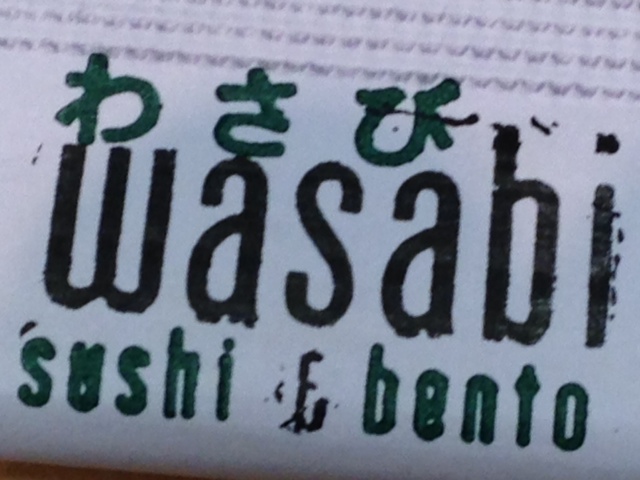 わさび
wasabi
sushi & bento